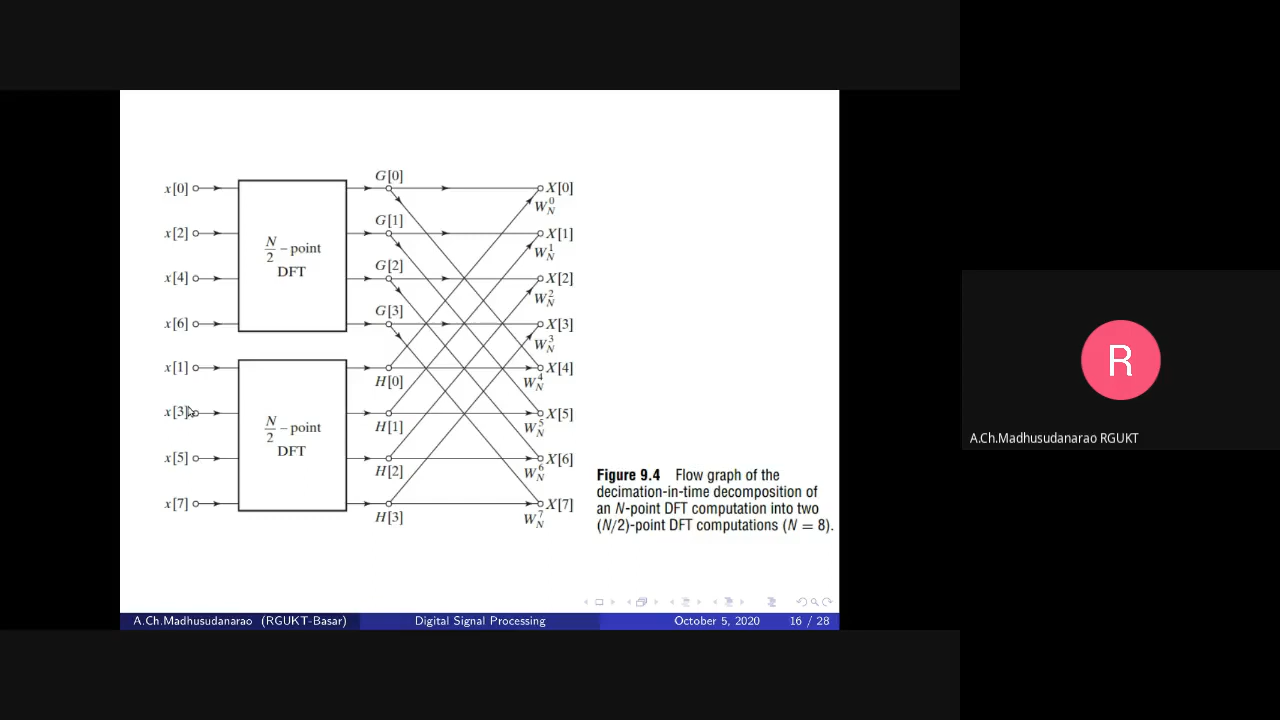 G[0]
x[0] X[0]
W_N^0
G[1]
x[2] X[1]
N/2 – point
DFT
W_N^1
G[2]
x[4] X[2]
W_N^2
G[3]
x[6] X[3]
W_N^3
x[1] X[4]
H[0] W_N^4
x[3] X[5]
N/2 – point
DFT
H[1] W_N^5
x[5] X[6]
H[2] W_N^6
x[7] X[7]
H[3] W_N^7
Figure 9.4 Flow graph of the
decimation-in-time decomposition of
an N-point DFT computation into two
(N/2)-point DFT computations (N = 8).
A.Ch.Madhusudanarao (RGUKT-Basar) Digital Signal Processing October 5, 2020 16 / 28
R
A.Ch.Madhusudanarao RGUKT